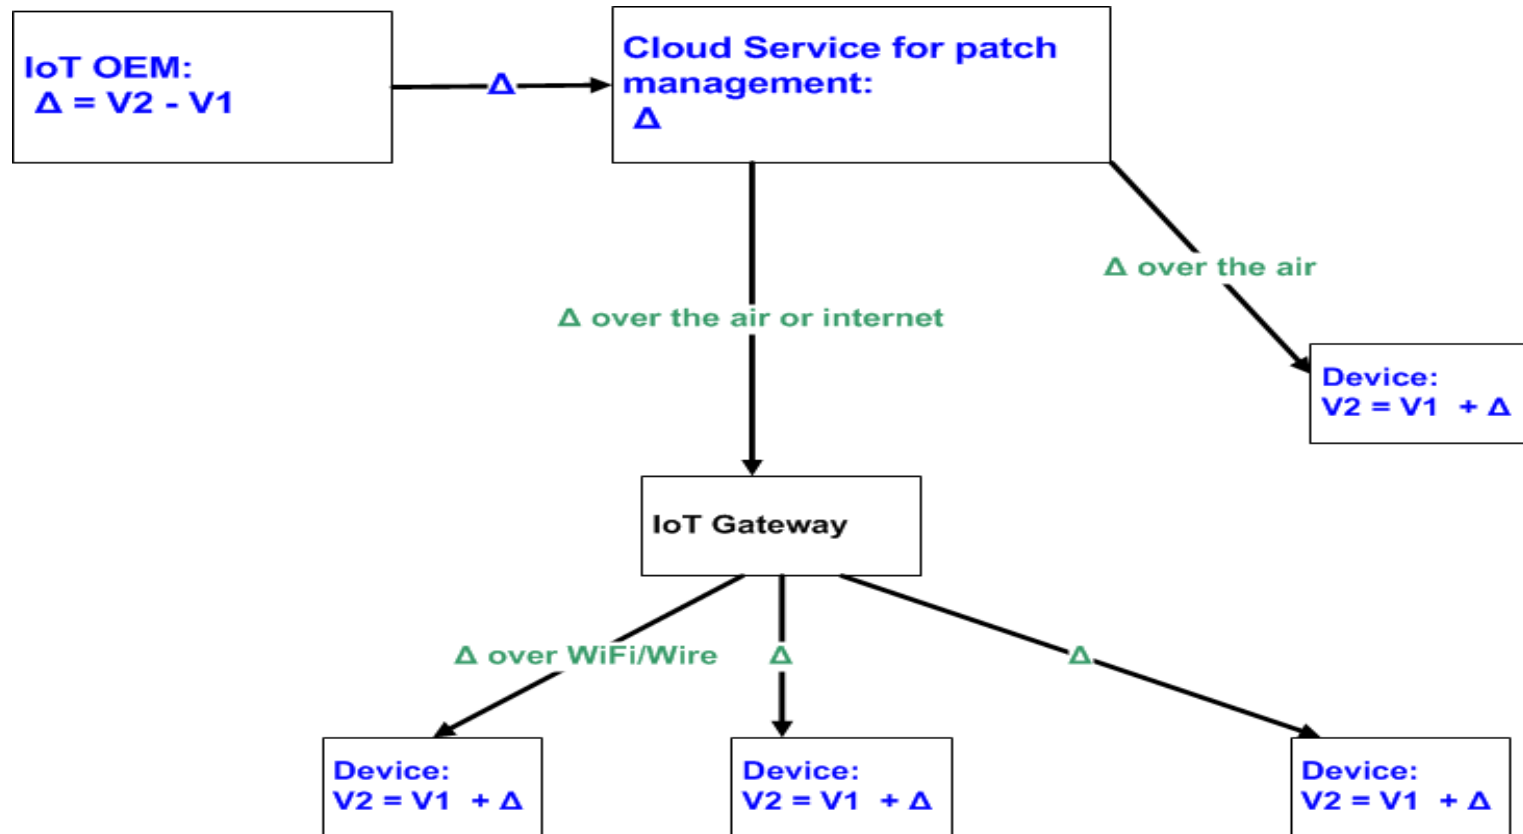 IoT OEM:
Δ = V2 - V1
Δ
Cloud Service for patch
management:
Δ
Δ over the air
Δ over the air or internet
Device:
V2 = V1 + Δ
IoT Gateway
Δ over WiFi/Wire
Δ
Δ
Device:
V2 = V1 + Δ
Device:
V2 = V1 + Δ
Device:
V2 = V1 + Δ